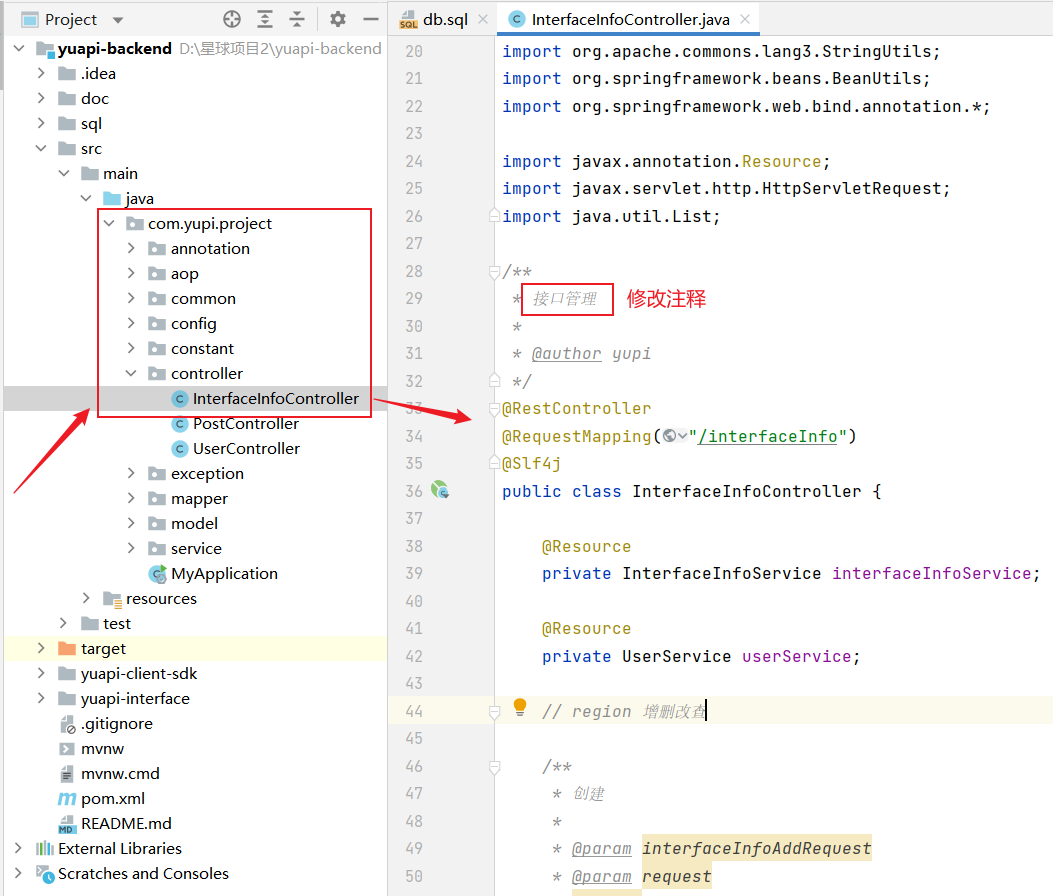 Project
yuapi-backend D:\星球项目2\yuapi-backend
.idea
doc
sql
src
main
java
com.yupi.project
annotation
aop
common
config
constant
controller
InterfaceInfoController
PostController
UserController
exception
mapper
model
service
MyApplication
resources
test
target
yuapi-client-sdk
yuapi-interface
.gitignore
mvnw
mvnw.cmd
pom.xml
README.md
External Libraries
Scratches and Consoles
db.sql InterfaceInfoController.java
20 import org.apache.commons.lang3.StringUtils;
21 import org.springframework.beans.BeanUtils;
22 import org.springframework.web.bind.annotation.*;
23
24 import javax.annotation.Resource;
25 import javax.servlet.http.HttpServletRequest;
26 import java.util.List;
27
28 /**
29 * 接口管理 修改注释
30 *
31 * @author yupi
32 */
33 @RestController
34 @RequestMapping("/interfaceInfo")
35 @Slf4j
36 public class InterfaceInfoController {
37
38 @Resource
39 private InterfaceInfoService interfaceInfoService;
40
41 @Resource
42 private UserService userService;
43
44 // region 增删改查
45
46 /**
47 * 创建
48 *
49 * @param interfaceInfoAddRequest
50 * @param request